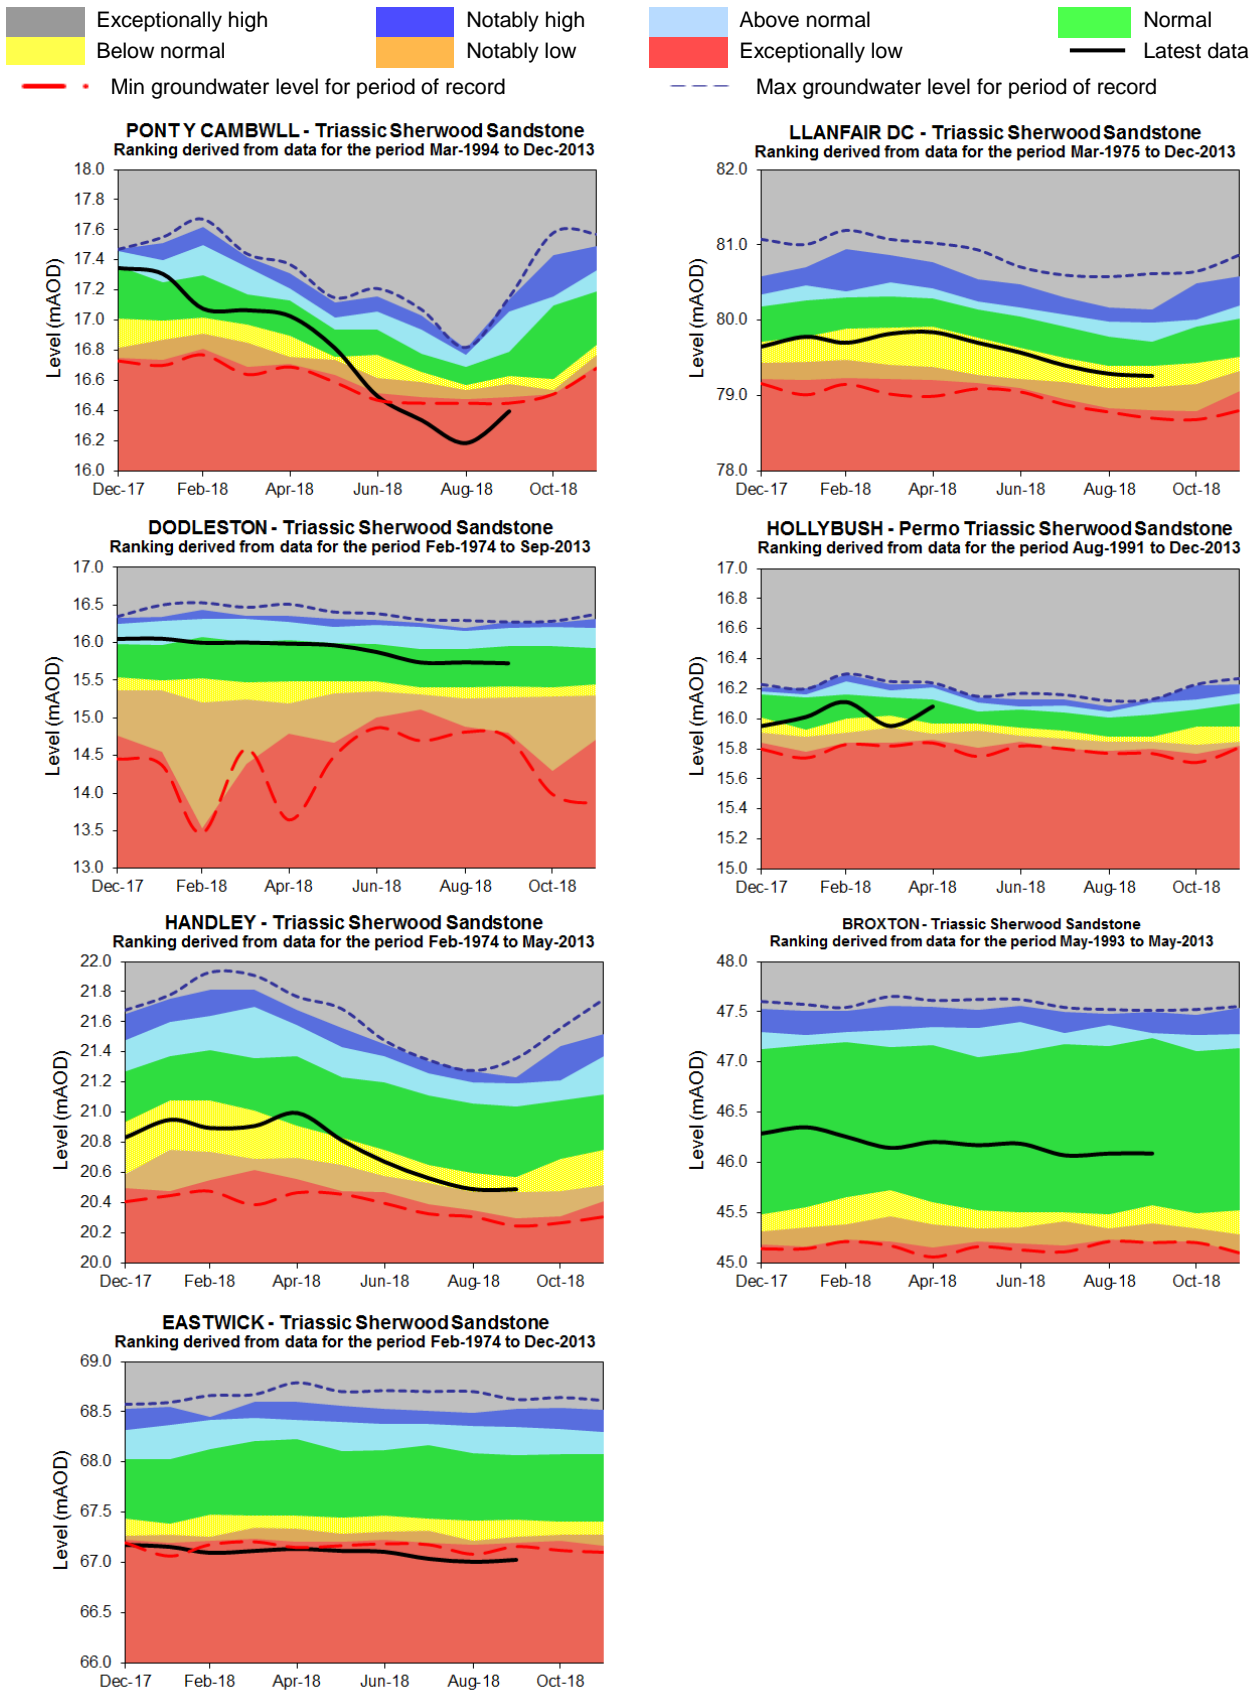 Exceptionally high
Notably high
Above normal
Normal
Below normal
Notably low
Exceptionally low
Latest data
Min groundwater level for period of record
Max groundwater level for period of record
PONT Y CAMBWLL - Triassic Sherwood Sandstone
Ranking derived from data for the period Mar-1994 to Dec-2013
Level (mAOD)
18.0
17.8
17.6
17.4
17.2
17.0
16.8
16.6
16.4
16.2
16.0
Dec-17 Feb-18 Apr-18 Jun-18 Aug-18 Oct-18
LLANFAIR DC - Triassic Sherwood Sandstone
Ranking derived from data for the period Mar-1975 to Dec-2013
Level (mAOD)
82.0
81.0
80.0
79.0
78.0
Dec-17 Feb-18 Apr-18 Jun-18 Aug-18 Oct-18
DODLESTON - Triassic Sherwood Sandstone
Ranking derived from data for the period Feb-1974 to Sep-2013
Level (mAOD)
17.0
16.5
16.0
15.5
15.0
14.5
14.0
13.5
13.0
Dec-17 Feb-18 Apr-18 Jun-18 Aug-18 Oct-18
HOLLYBUSH - Permo Triassic Sherwood Sandstone
Ranking derived from data for the period Aug-1991 to Dec-2013
Level (mAOD)
17.0
16.8
16.6
16.4
16.2
16.0
15.8
15.6
15.4
15.2
15.0
Dec-17 Feb-18 Apr-18 Jun-18 Aug-18 Oct-18
HANDLEY - Triassic Sherwood Sandstone
Ranking derived from data for the period Feb-1974 to May-2013
Level (mAOD)
22.0
21.8
21.6
21.4
21.2
21.0
20.8
20.6
20.4
20.2
20.0
Dec-17 Feb-18 Apr-18 Jun-18 Aug-18 Oct-18
BROXTON - Triassic Sherwood Sandstone
Ranking derived from data for the period May-1993 to May-2013
Level (mAOD)
48.0
47.5
47.0
46.5
46.0
45.5
45.0
Dec-17 Feb-18 Apr-18 Jun-18 Aug-18 Oct-18
EASTWICK - Triassic Sherwood Sandstone
Ranking derived from data for the period Feb-1974 to Dec-2013
Level (mAOD)
69.0
68.5
68.0
67.5
67.0
66.5
66.0
Dec-17 Feb-18 Apr-18 Jun-18 Aug-18 Oct-18